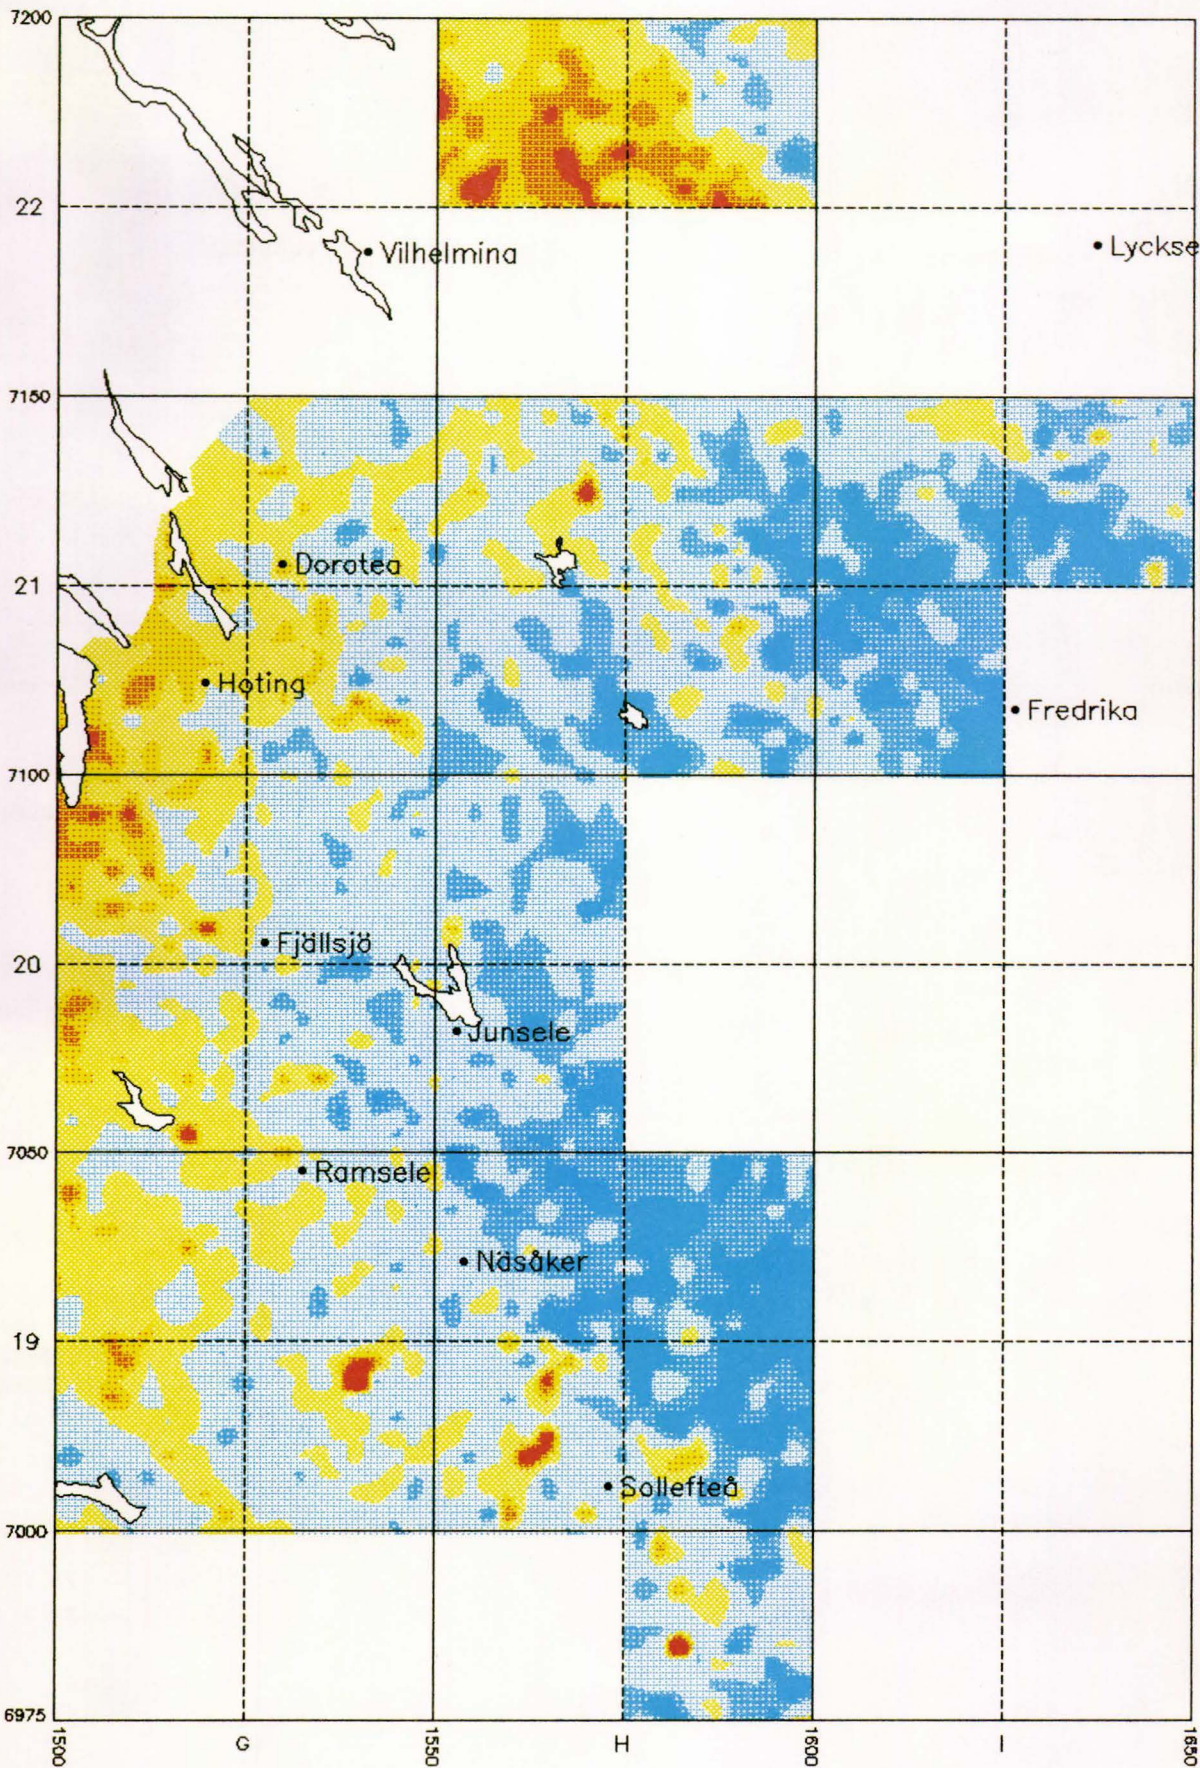 7200
22
Vilhelmina
Lyckse
7150
Dorotea
21
Hoting
Fredrika
7100
Fjällsjö
20
Junsele
7050
Ramsele
Näsåker
19
Sollefteå
7000
6975
1500 G 1550 H 1600 I 1650